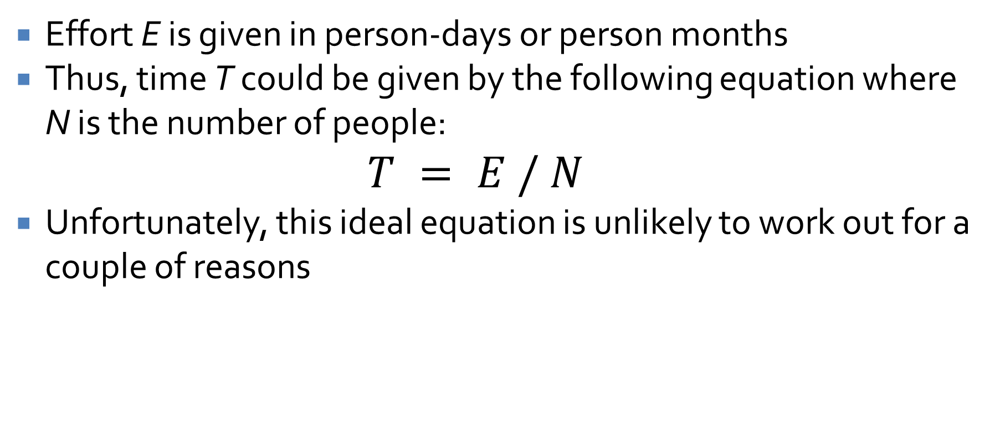 Effort E is given in person-days or person months
Thus, time T could be given by the following equation where
N is the number of people:
T = E / N
Unfortunately, this ideal equation is unlikely to work out for a
couple of reasons